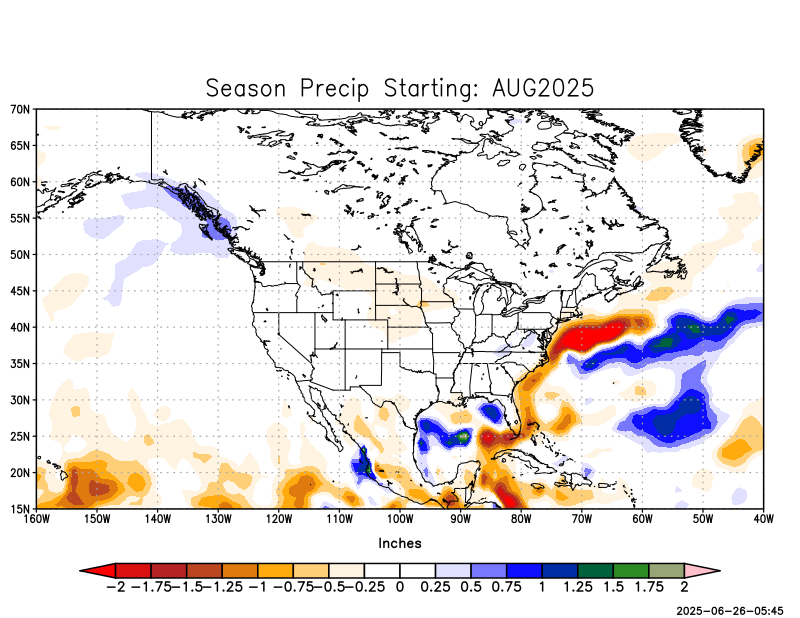 Season Precip Starting: AUG2025
70N
65N
60N
55N
50N
45N
40N
35N
30N
25N
20N
15N
160W 150W 140W 130W 120W 110W 100W 90W 80W 70W 60W 50W 40W
Inches
−2 −1.75 −1.5 −1.25 −1 −0.75 −0.5 −0.25 0 0.25 0.5 0.75 1 1.25 1.5 1.75 2
2025−06−26−05:45